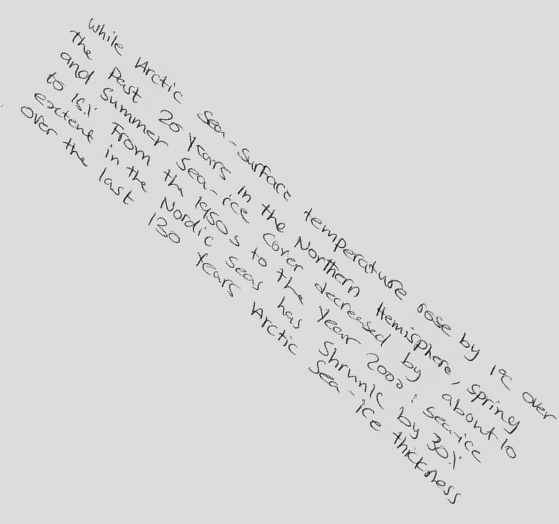 while Arctic sea-surface temperature rose by 1°C over
the past 20 years in the Northern Hemisphere, spring
and summer sea-ice cover decreased by about 10
to 15% From the 1950s to the year 2000; sea-ice
extent in the Nordic seas has shrunk by 30%
over the last 130 years Arctic sea-ice thickness